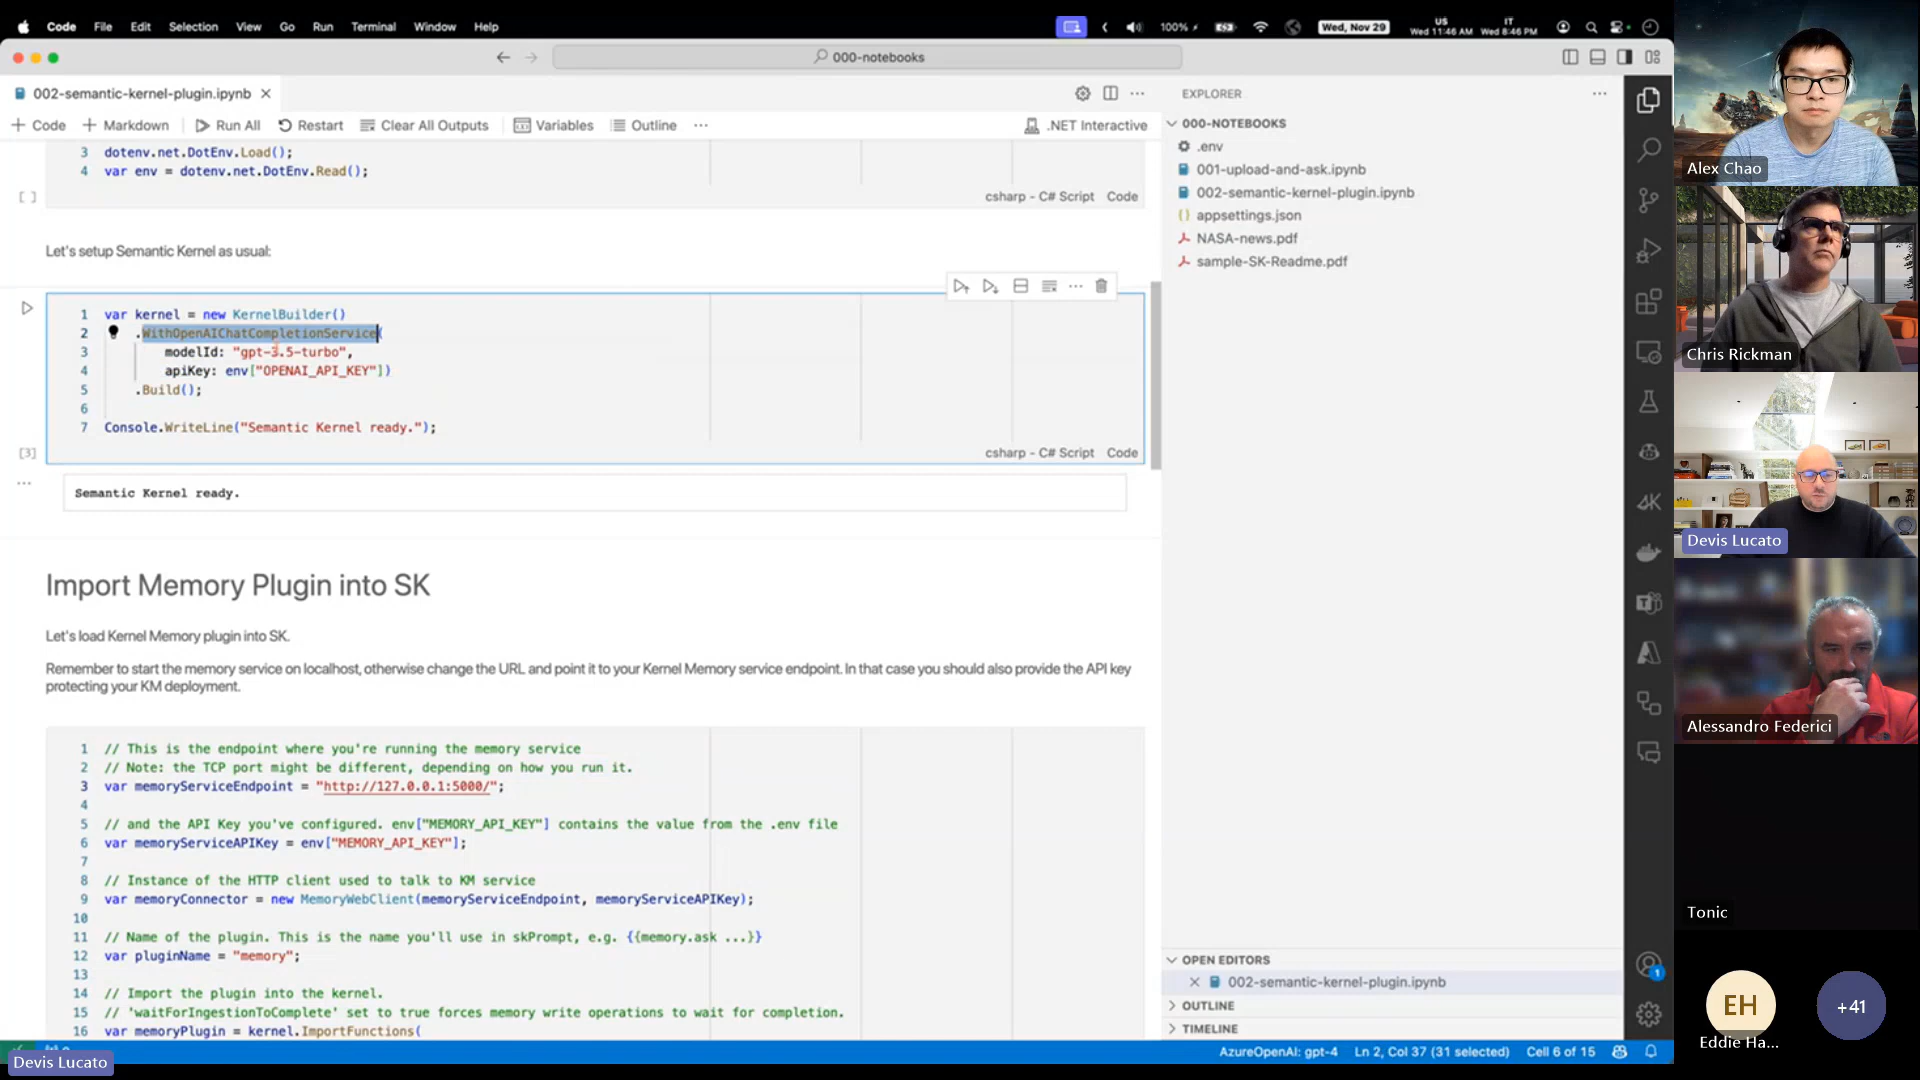 Code File Edit Selection View Go Run Terminal Window Help
100% Wed, Nov 29 US Wed 11:46 AM IT Wed 8:46 PM
000-notebooks
002-semantic-kernel-plugin.ipynb
Code Markdown Run All Restart Clear All Outputs Variables Outline ... .NET Interactive
3 dotenv.net.DotEnv.Load();
4 var env = dotenv.net.DotEnv.Read();
[ ] csharp - C# Script Code
Let's setup Semantic Kernel as usual:
1 var kernel = new KernelBuilder()
2 .WithOpenAIChatCompletionService(
3 modelId: "gpt-3.5-turbo",
4 apiKey: env["OPENAI_API_KEY"])
5 .Build();
6
7 Console.WriteLine("Semantic Kernel ready.");
[3] csharp - C# Script Code
Semantic Kernel ready.
Import Memory Plugin into SK
Let's load Kernel Memory plugin into SK.
Remember to start the memory service on localhost, otherwise change the URL and point it to your Kernel Memory service endpoint. In that case you should also provide the API key
protecting your KM deployment.
1 // This is the endpoint where you're running the memory service
2 // Note: the TCP port might be different, depending on how you run it.
3 var memoryServiceEndpoint = "http://127.0.0.1:5000/";
4
5 // and the API Key you've configured. env["MEMORY_API_KEY"] contains the value from the .env file
6 var memoryServiceAPIKey = env["MEMORY_API_KEY"];
7
8 // Instance of the HTTP client used to talk to KM service
9 var memoryConnector = new MemoryWebClient(memoryServiceEndpoint, memoryServiceAPIKey);
10
11 // Name of the plugin. This is the name you'll use in skPrompt, e.g. {{memory.ask ...}}
12 var pluginName = "memory";
13
14 // Import the plugin into the kernel.
15 // 'waitForIngestionToComplete' set to true forces memory write operations to wait for completion.
16 var memoryPlugin = kernel.ImportFunctions(
EXPLORER
000-NOTEBOOKS
.env
001-upload-and-ask.ipynb
002-semantic-kernel-plugin.ipynb
appsettings.json
NASA-news.pdf
sample-SK-Readme.pdf
OPEN EDITORS
002-semantic-kernel-plugin.ipynb
OUTLINE
TIMELINE
AzureOpenAI: gpt-4 Ln 2, Col 37 (31 selected) Cell 6 of 15
Devis Lucato
Alex Chao
Chris Rickman
Devis Lucato
Alessandro Federici
Tonic
EH
Eddie Ha...
+41
1